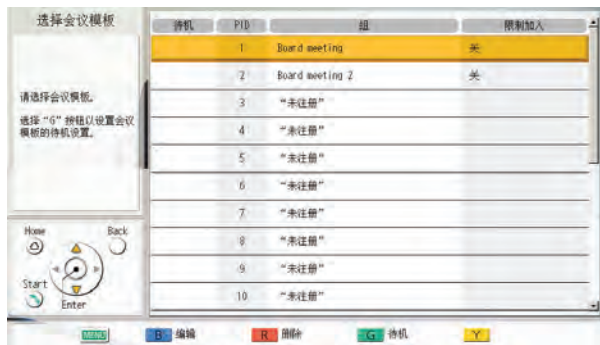 选择会议模板
请选择会议模板。
选择“G”按钮以设置会议
模板的待机设置。
Home
Back
Start
Enter
待机 PID 组 限制加入
1 Board meeting 关
2 Board meeting 2 关
3 “未注册”
4 “未注册”
5 “未注册”
6 “未注册”
7 “未注册”
8 “未注册”
9 “未注册”
10 “未注册”
MENU B 编辑 R 删除 G 待机 Y